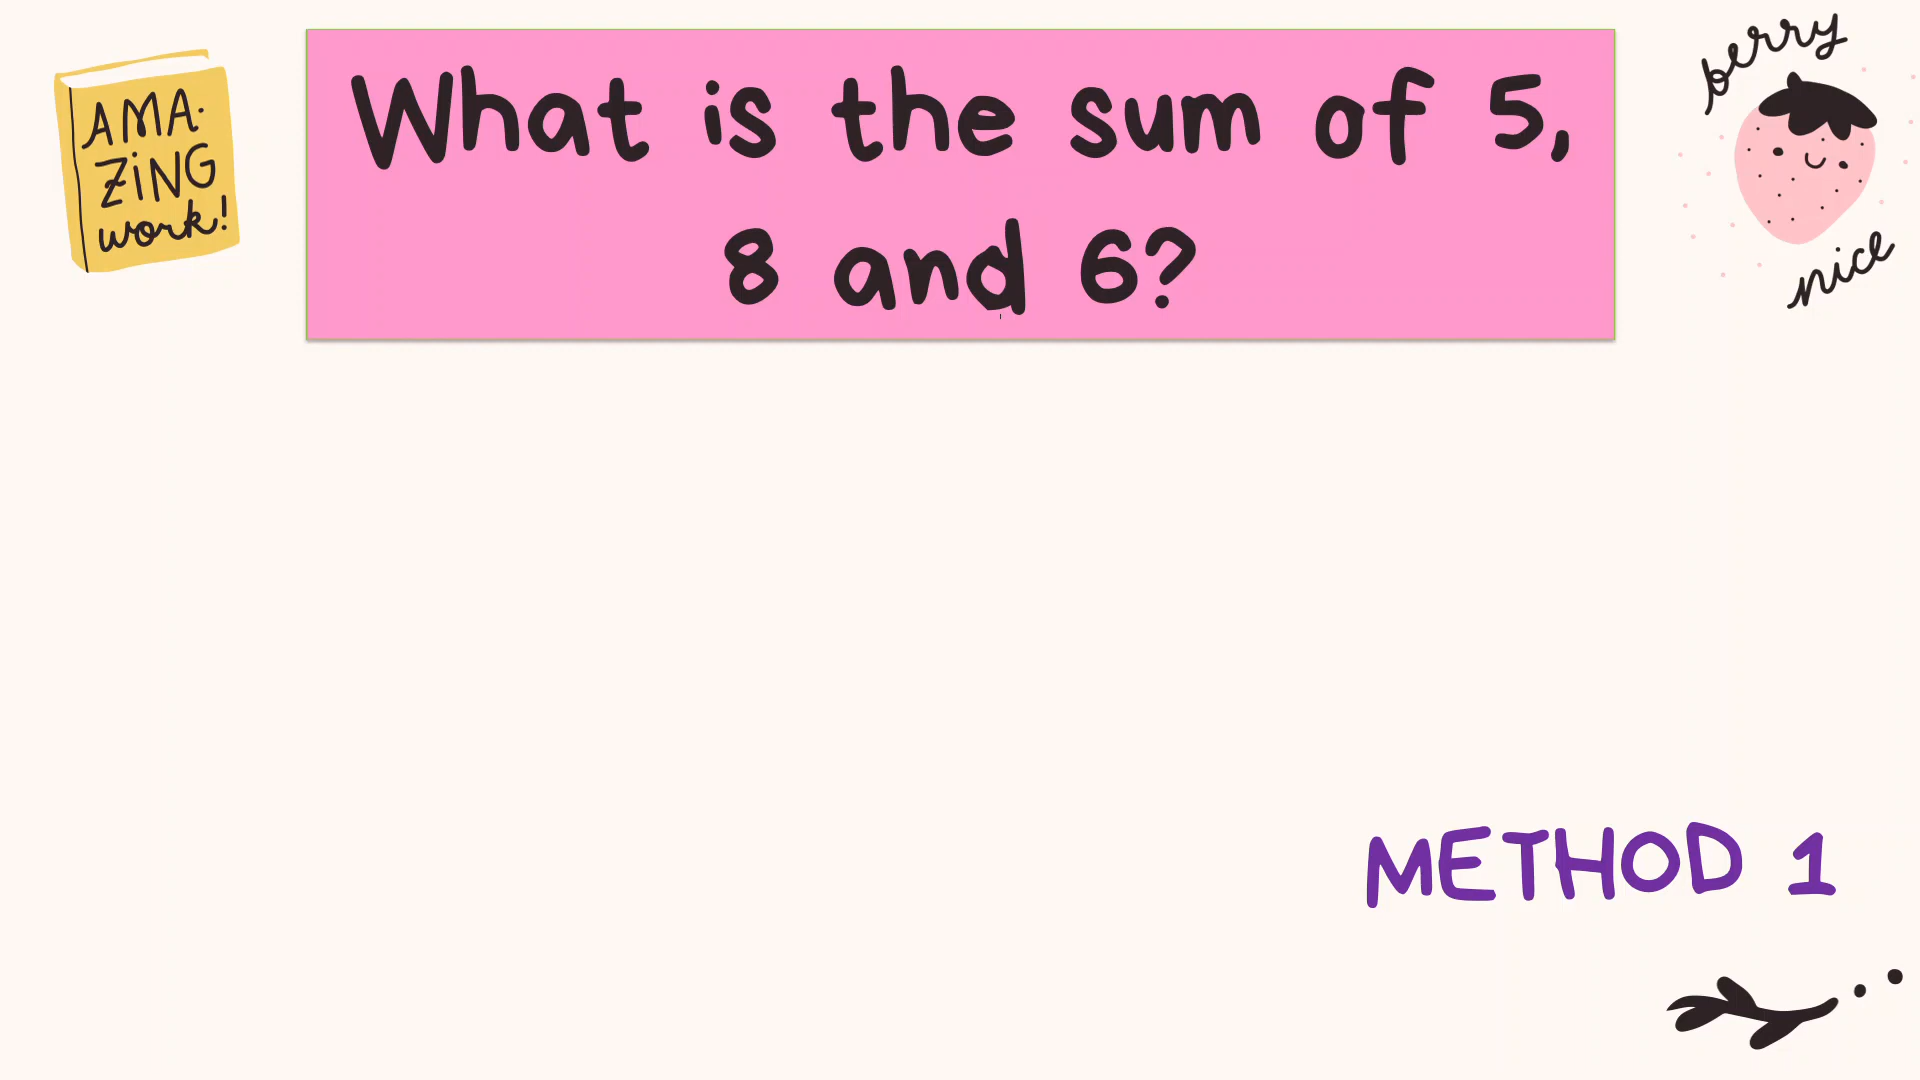 AMA-
ZiNG
work!
What is the sum of 5,
8 and 6?
berry
nice
METHOD 1